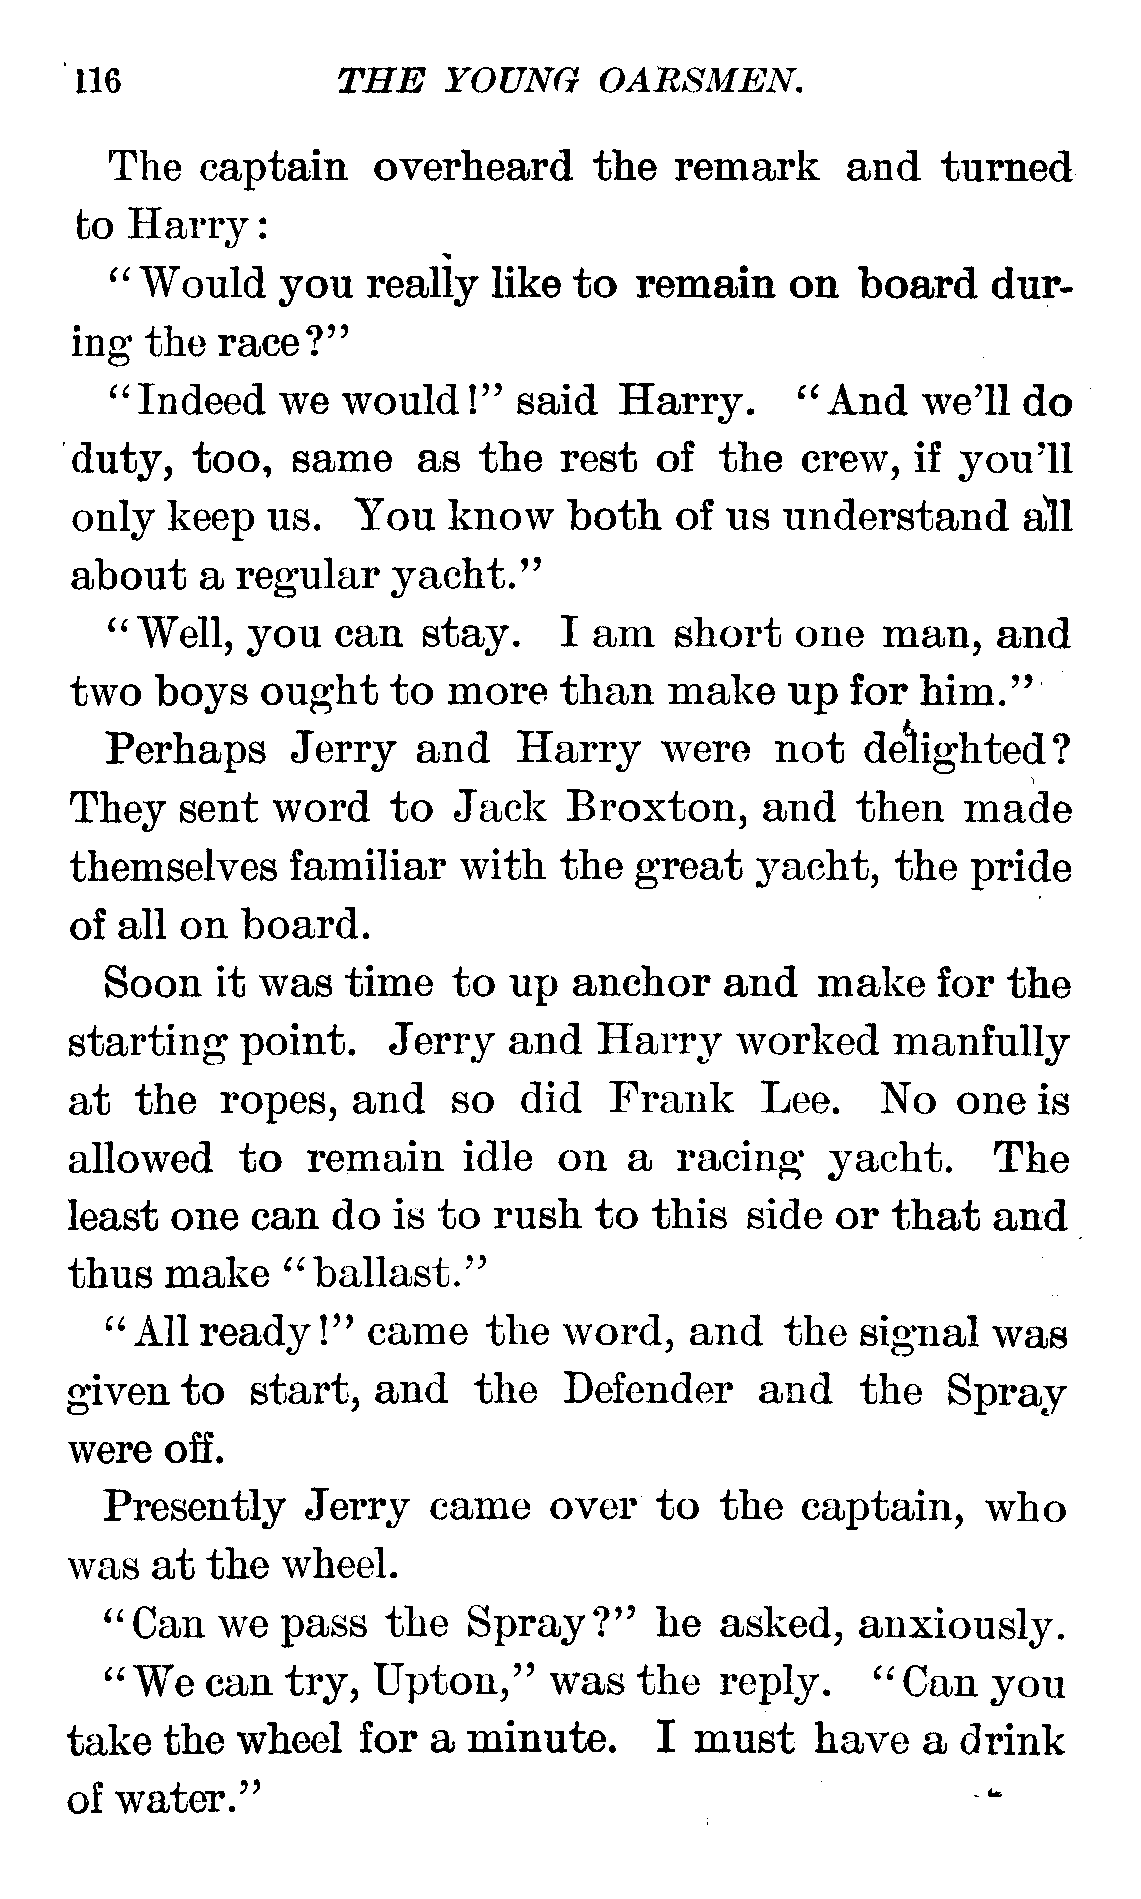 116 THE YOUNG OARSMEN.
The captain overheard the remark and turned
to Harry:
"Would you really like to remain on board dur-
ing the race?"
"Indeed we would!" said Harry. "And we'll do
duty, too, same as the rest of the crew, if you'll
only keep us. You know both of us understand all
about a regular yacht."
"Well, you can stay. I am short one man, and
two boys ought to more than make up for him."
Perhaps Jerry and Harry were not delighted?
They sent word to Jack Broxton, and then made
themselves familiar with the great yacht, the pride
of all on board.
Soon it was time to up anchor and make for the
starting point. Jerry and Harry worked manfully
at the ropes, and so did Frank Lee. No one is
allowed to remain idle on a racing yacht. The
least one can do is to rush to this side or that and
thus make "ballast."
"All ready!" came the word, and the signal was
given to start, and the Defender and the Spray
were off.
Presently Jerry came over to the captain, who
was at the wheel.
"Can we pass the Spray?" he asked, anxiously.
"We can try, Upton," was the reply. "Can you
take the wheel for a minute. I must have a drink
of water."